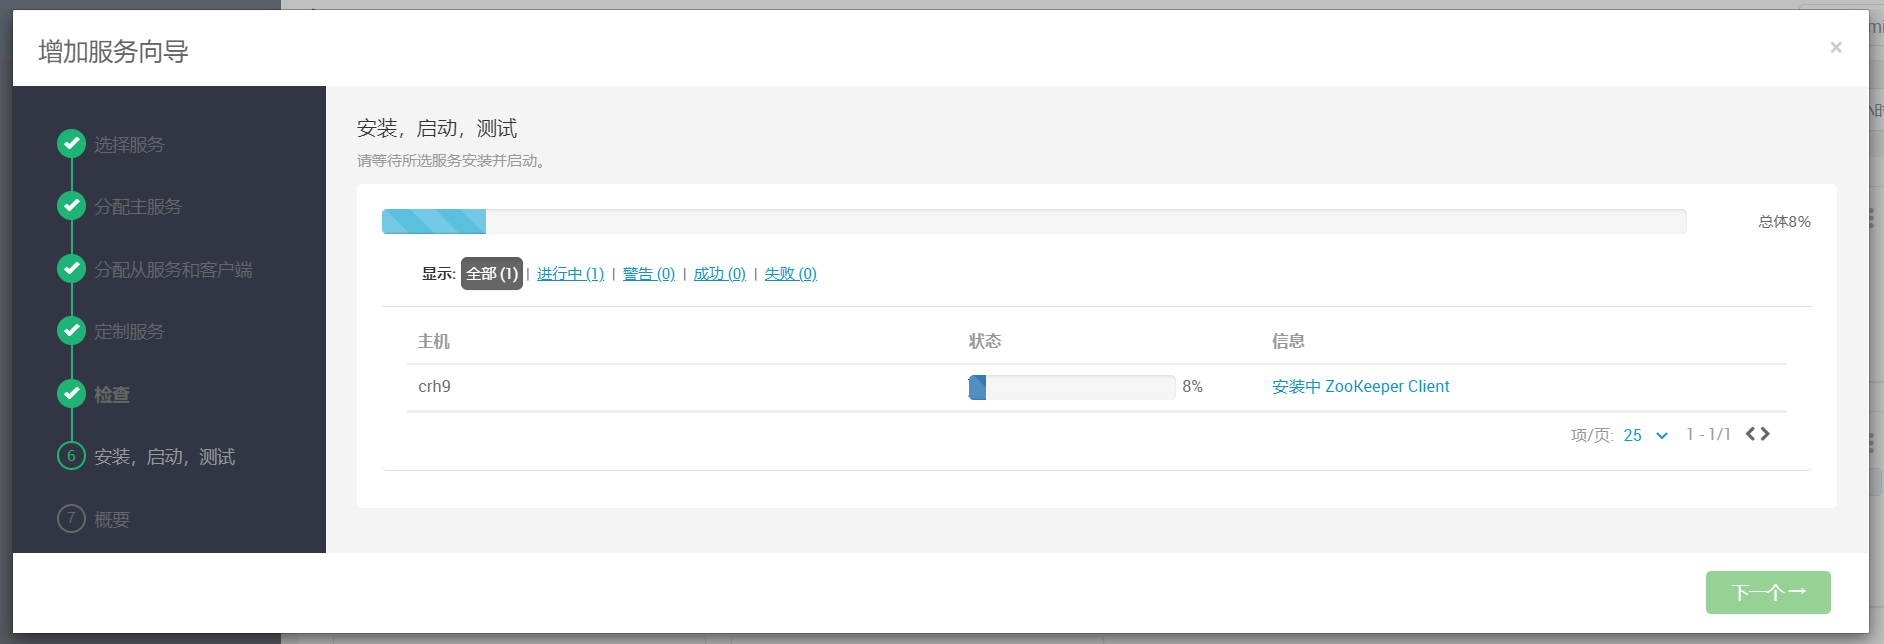 增加服务向导
×
选择服务
分配主服务
分配从服务和客户端
定制服务
检查
6 安装，启动，测试
7 概要
安装，启动，测试
请等待所选服务安装并启动。
总体8%
显示: 全部 (1) | 进行中 (1) | 警告 (0) | 成功 (0) | 失败 (0)
主机 状态 信息
crh9 8% 安装中 ZooKeeper Client
项/页: 25 1 - 1/1
下一个→